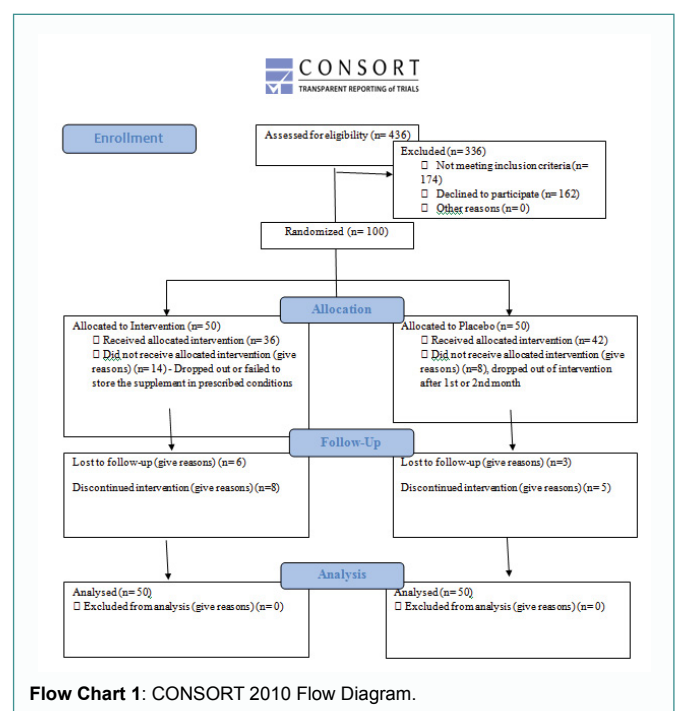 CONSORT
TRANSPARENT REPORTING of TRIALS
Enrollment
Assessed for eligibility (n= 436)
Excluded (n= 336)
Not meeting inclusion criteria (n=
174)
Declined to participate (n= 162)
Other reasons (n= 0)
Randomized (n= 100)
Allocation
Allocated to Intervention (n= 50)
Received allocated intervention (n= 36)
Did not receive allocated intervention (give
reasons) (n= 14) - Dropped out or failed to
store the supplement in prescribed conditions
Allocated to Placebo (n= 50)
Received allocated intervention (n= 42)
Did not receive allocated intervention (give
reasons) (n=8), dropped out of intervention
after 1st or 2nd month
Follow-Up
Lost to follow-up (give reasons) (n= 6)
Discontinued intervention (give reasons) (n=8)
Lost to follow-up (give reasons) (n=3)
Discontinued intervention (give reasons) (n= 5)
Analysis
Analysed (n= 50)
Excluded from analysis (give reasons) (n= 0)
Analysed (n= 50)
Excluded from analysis (give reasons) (n= 0)
Flow Chart 1: CONSORT 2010 Flow Diagram.